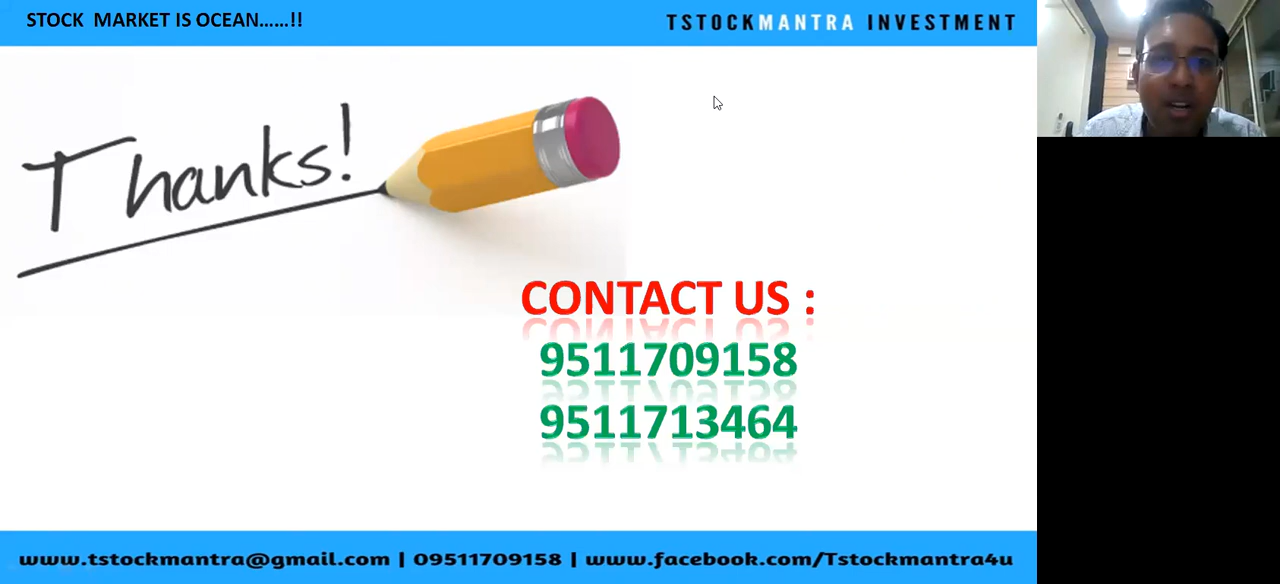 STOCK MARKET IS OCEAN......!!
TSTOCKMANTRA INVESTMENT
Thanks!
CONTACT US :
9511709158
9511713464
www.tstockmantra@gmail.com | 09511709158 | www.facebook.com/Tstockmantra4u